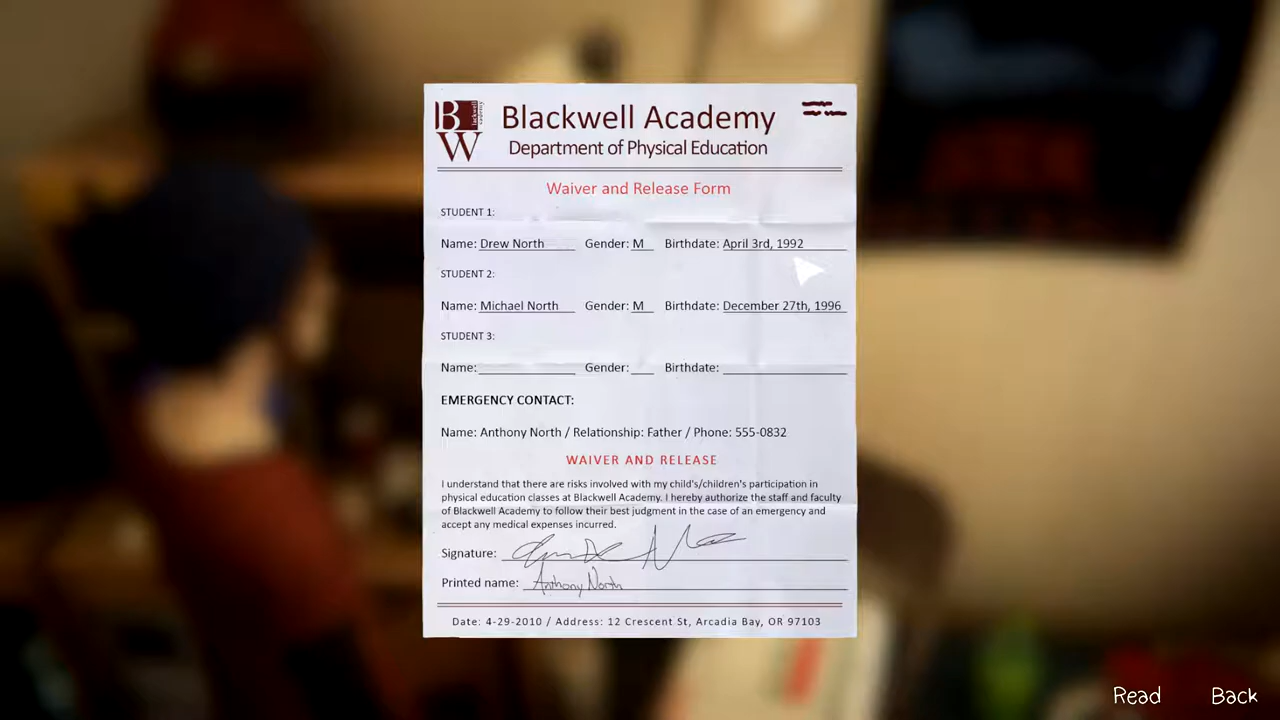 BW Blackwell Academy
Blackwell Academy
Department of Physical Education
Waiver and Release Form
STUDENT 1:
Name: Drew North Gender: M Birthdate: April 3rd, 1992
STUDENT 2:
Name: Michael North Gender: M Birthdate: December 27th, 1996
STUDENT 3:
Name: Gender: Birthdate:
EMERGENCY CONTACT:
Name: Anthony North / Relationship: Father / Phone: 555-0832
WAIVER AND RELEASE
I understand that there are risks involved with my child's/children's participation in
physical education classes at Blackwell Academy. I hereby authorize the staff and faculty
of Blackwell Academy to follow their best judgment in the case of an emergency and
accept any medical expenses incurred.
Signature:
Printed name: Anthony North
Date: 4-29-2010 / Address: 12 Crescent St, Arcadia Bay, OR 97103
Read Back